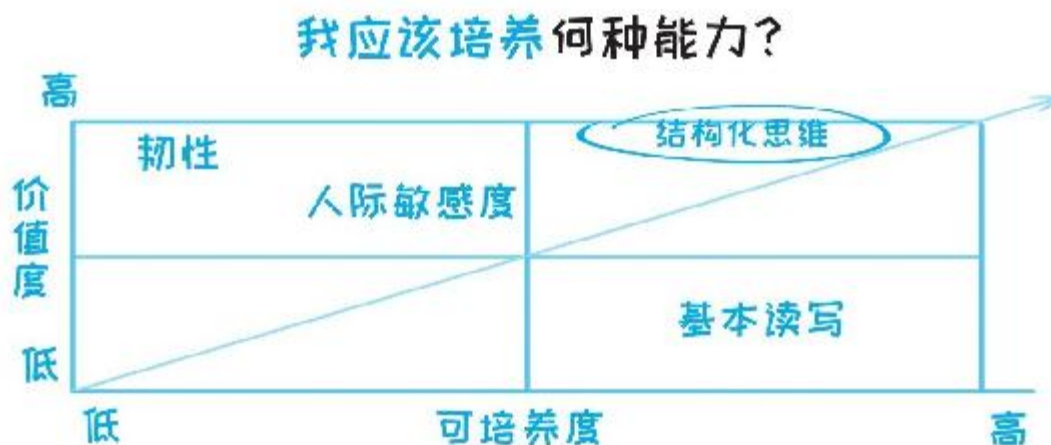 我应该培养何种能力?
高
韧性
结构化思维
人际敏感度
价值度
基本读写
低
低
可培养度
高